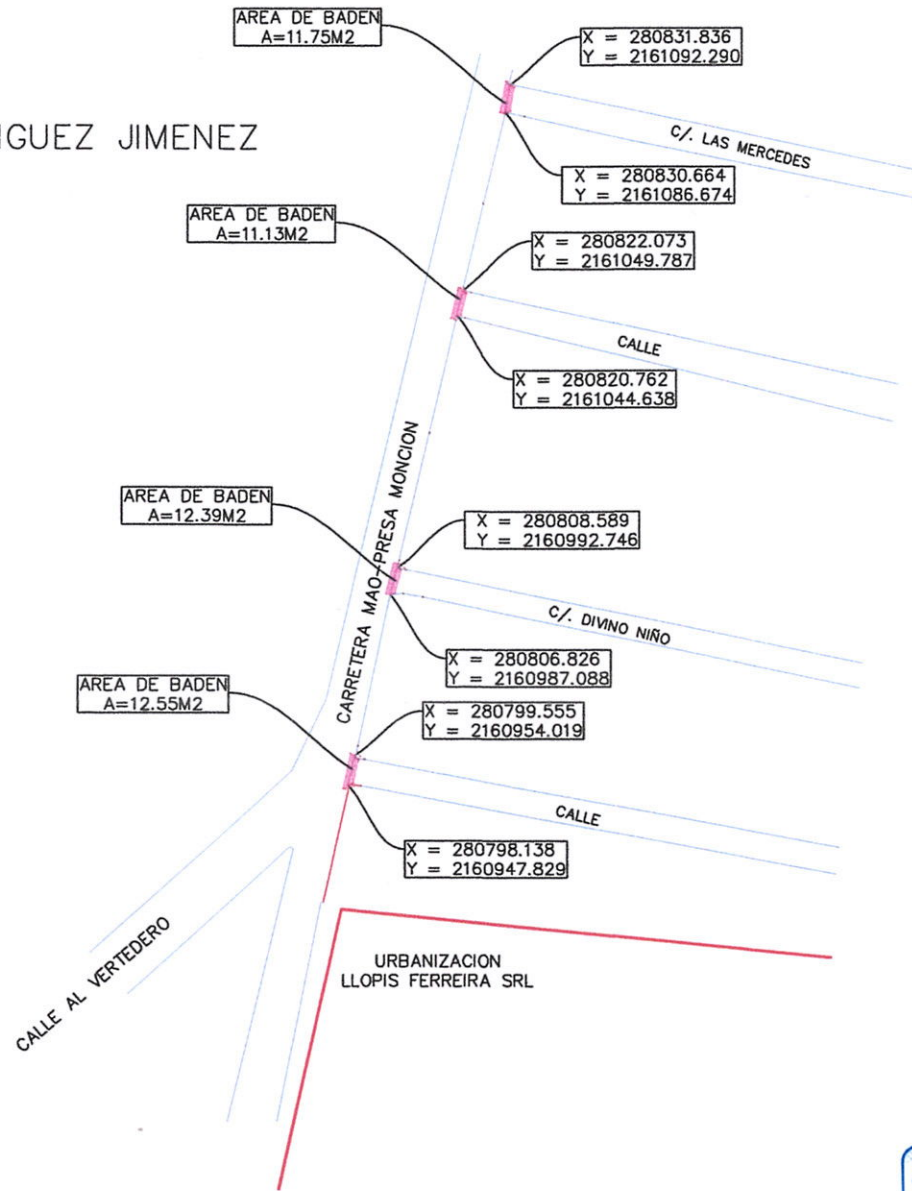 AREA DE BADEN
A=11.75M2
X = 280831.836
Y = 2161092.290
IGUEZ JIMENEZ
C/. LAS MERCEDES
X = 280830.664
Y = 2161086.674
AREA DE BADEN
A=11.13M2
X = 280822.073
Y = 2161049.787
CALLE
X = 280820.762
Y = 2161044.638
CARRETERA MAO-PRESA MONCION
AREA DE BADEN
A=12.39M2
X = 280808.589
Y = 2160992.746
C/. DIVINO NIÑO
X = 280806.826
Y = 2160987.088
AREA DE BADEN
A=12.55M2
X = 280799.555
Y = 2160954.019
CALLE
X = 280798.138
Y = 2160947.829
CALLE AL VERTEDERO
URBANIZACION
LLOPIS FERREIRA SRL